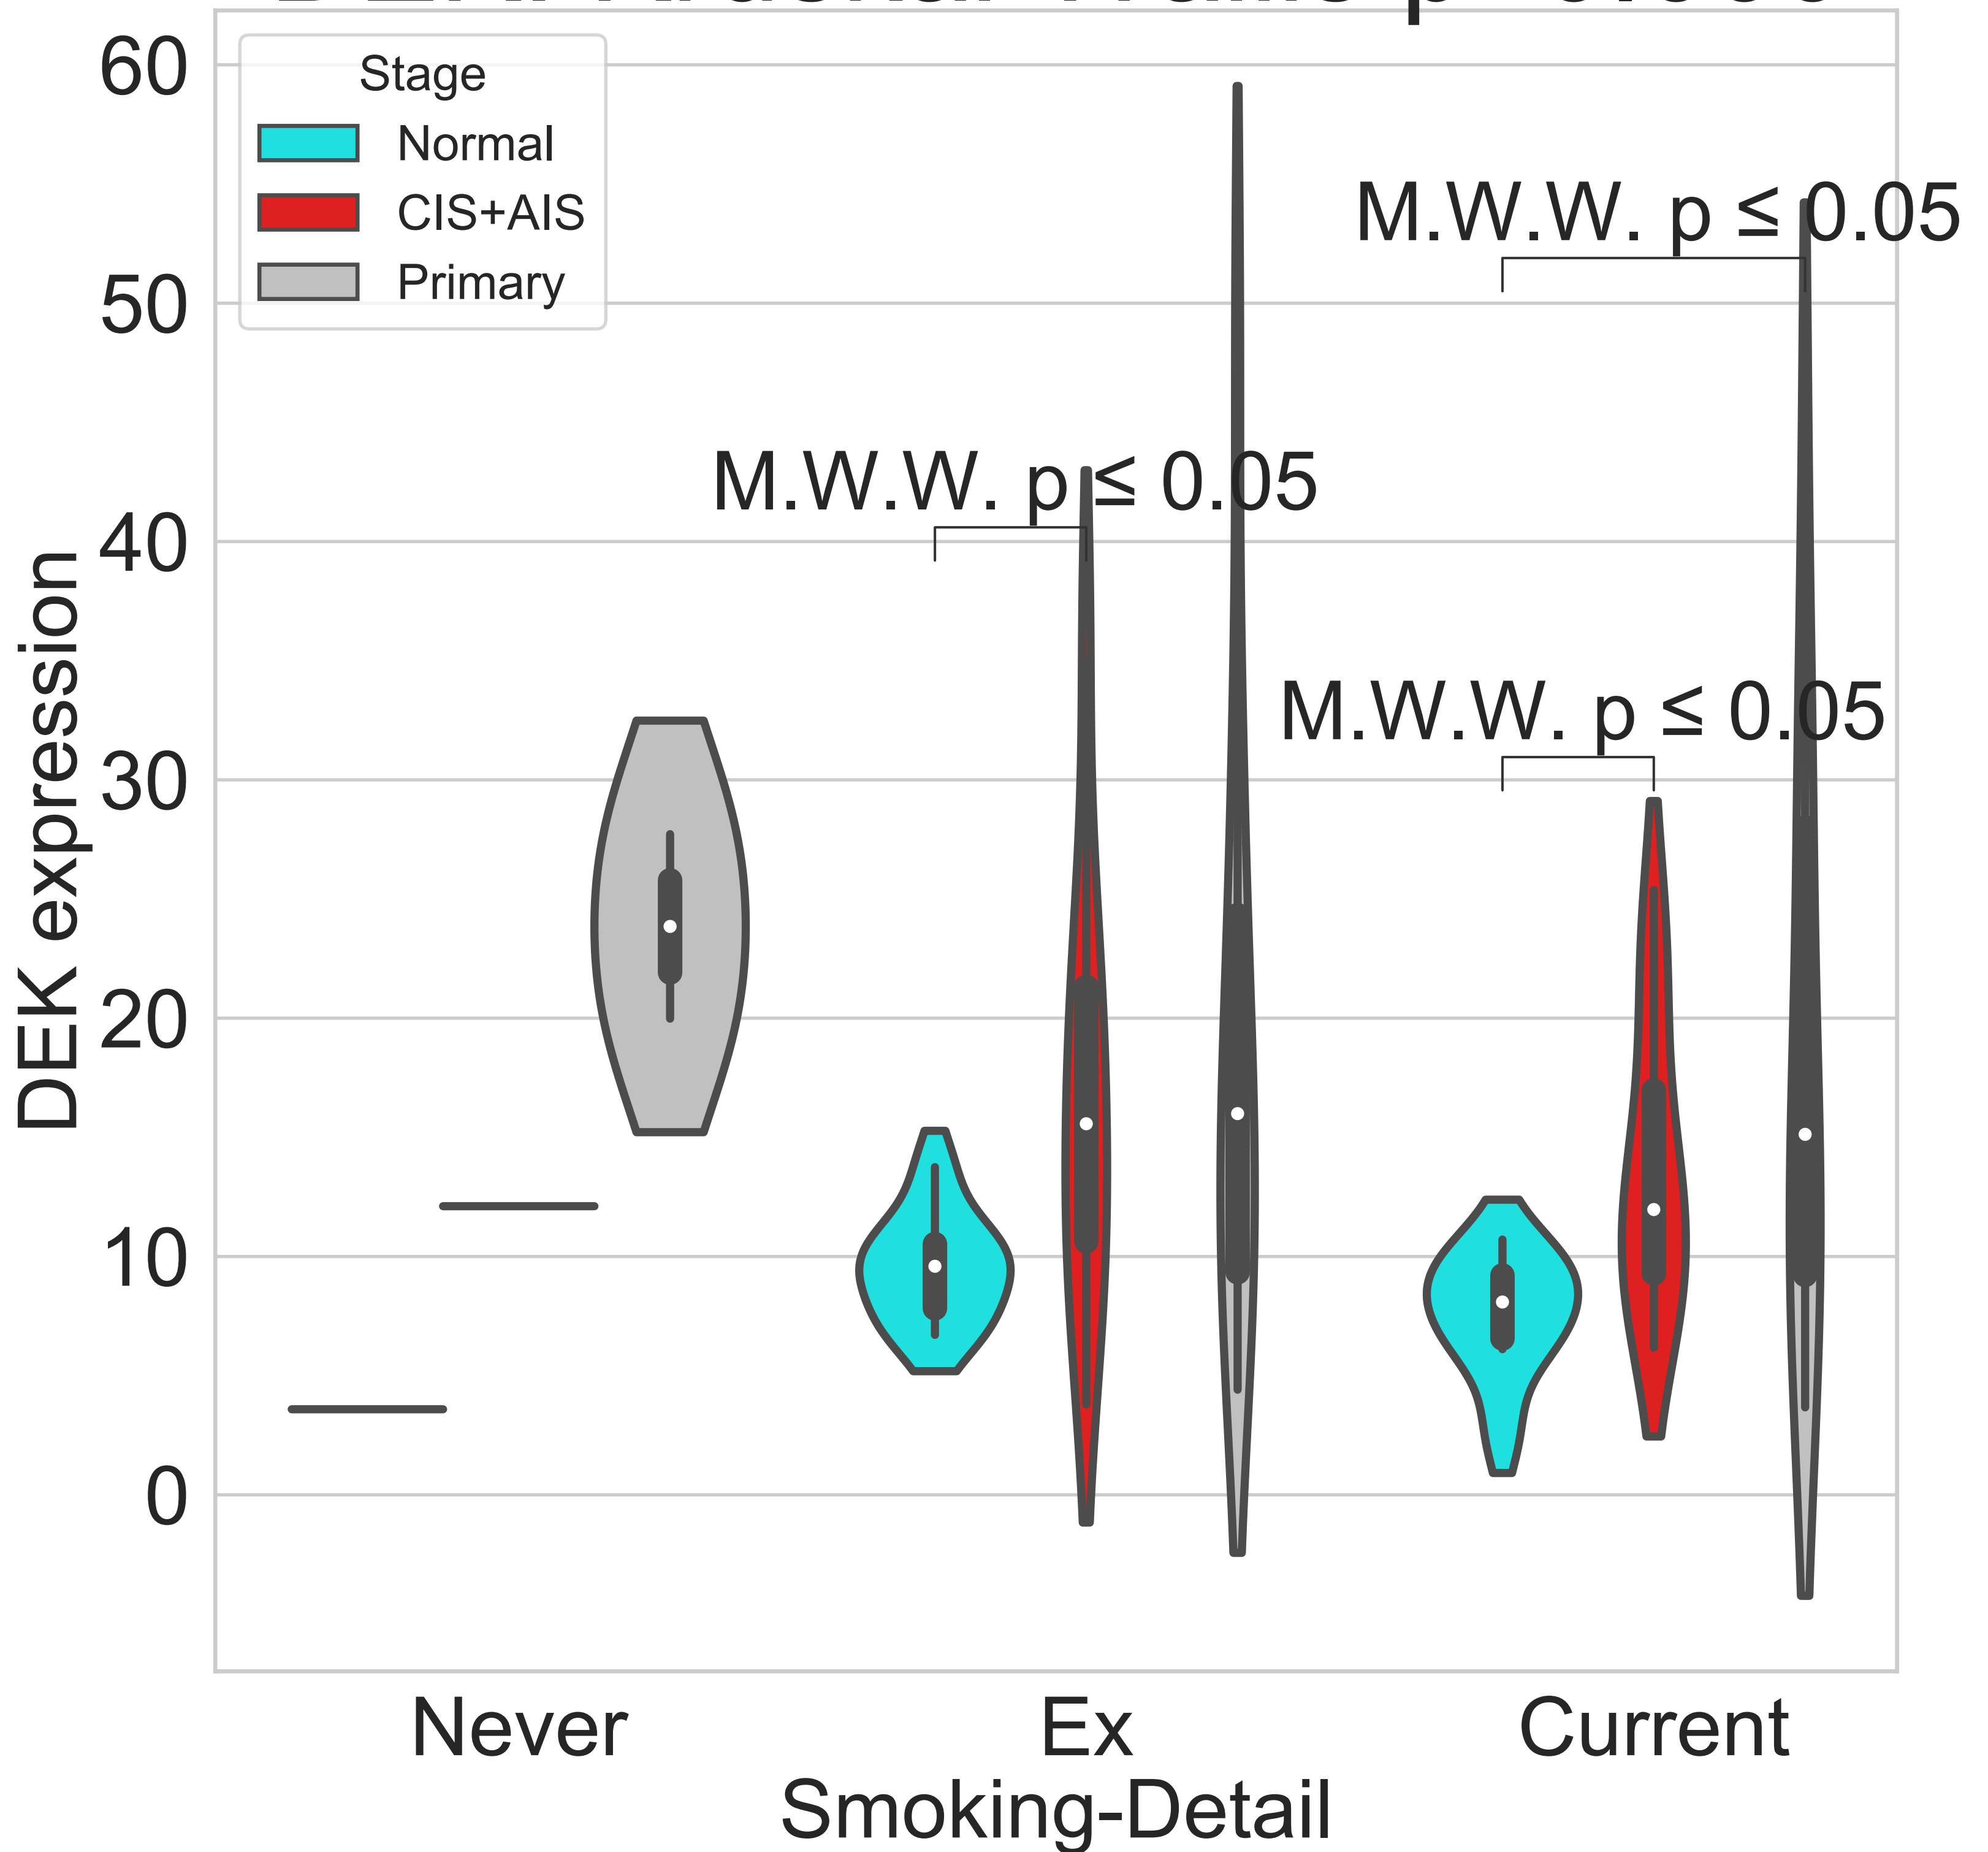 60
50
40
30
20
10
0
DEK expression
Stage
Normal
CIS+AIS
Primary
M.W.W. p ≤ 0.05
M.W.W. p ≤ 0.05
M.W.W. p ≤ 0.05
Never
Ex
Current
Smoking-Detail